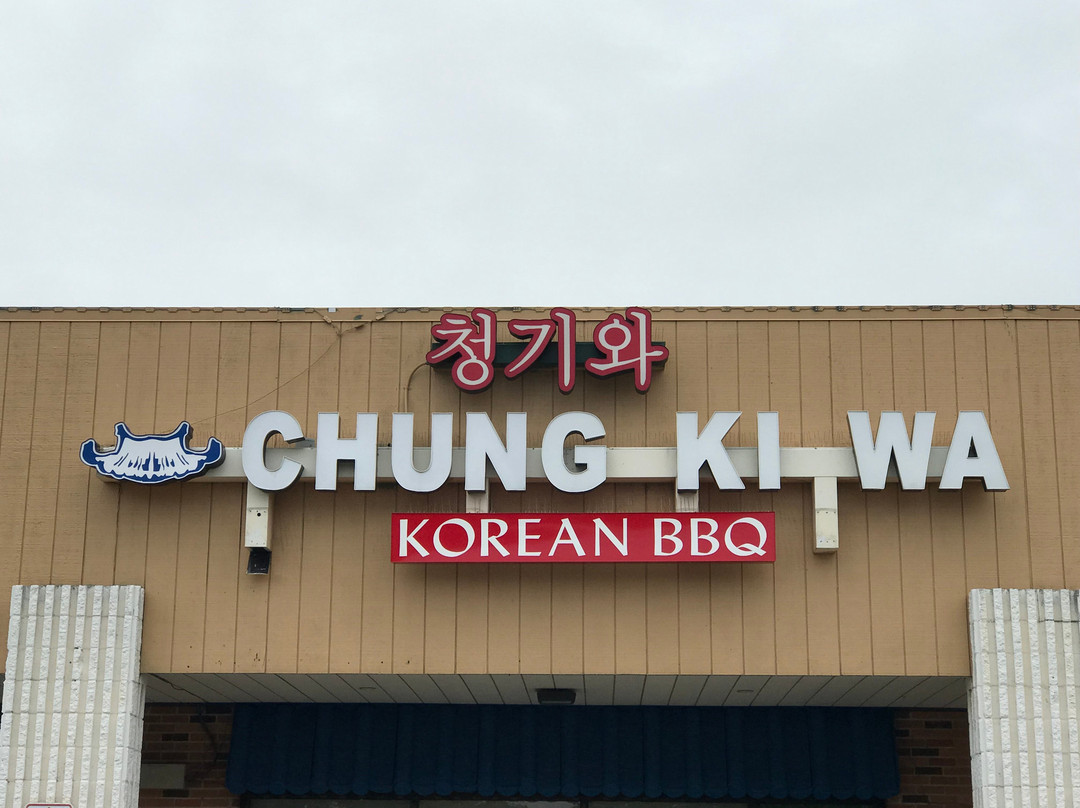 청기와
CHUNG KI WA
KOREAN BBQ